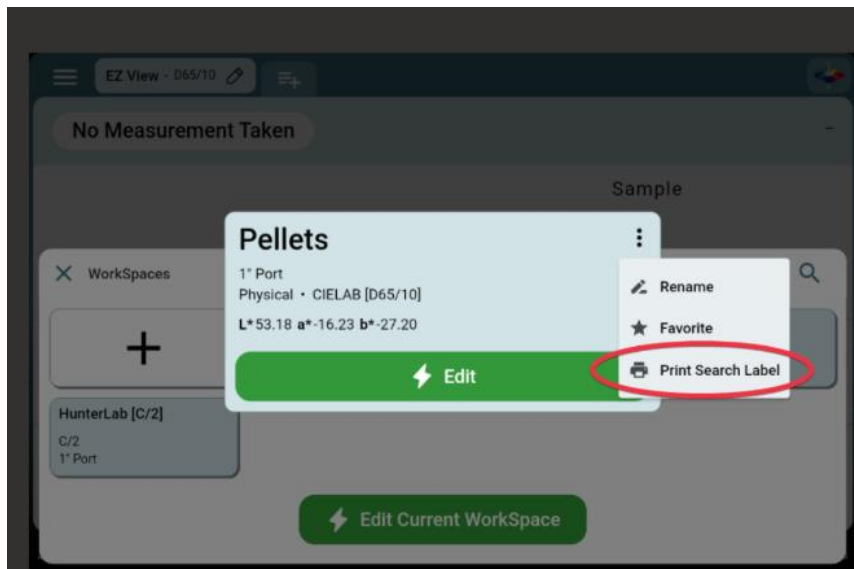 EZ View - D65/10
No Measurement Taken
Sample
Pellets
1" Port
Physical • CIELAB [D65/10]
L*53.18 a*-16.23 b*-27.20
Edit
Rename
Favorite
Print Search Label
WorkSpaces
HunterLab [C/2]
C/2
1" Port
Edit Current WorkSpace